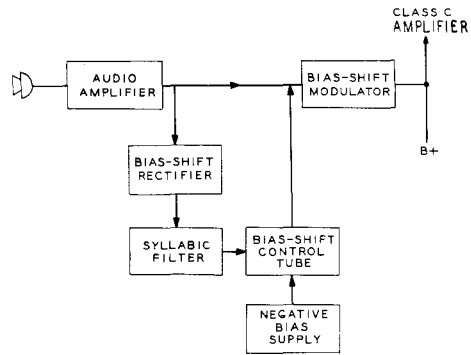 CLASS C
AMPLIFIER
AUDIO
AMPLIFIER
BIAS-SHIFT
MODULATOR
B+
BIAS-SHIFT
RECTIFIER
SYLLABIC
FILTER
BIAS-SHIFT
CONTROL
TUBE
NEGATIVE
BIAS
SUPPLY